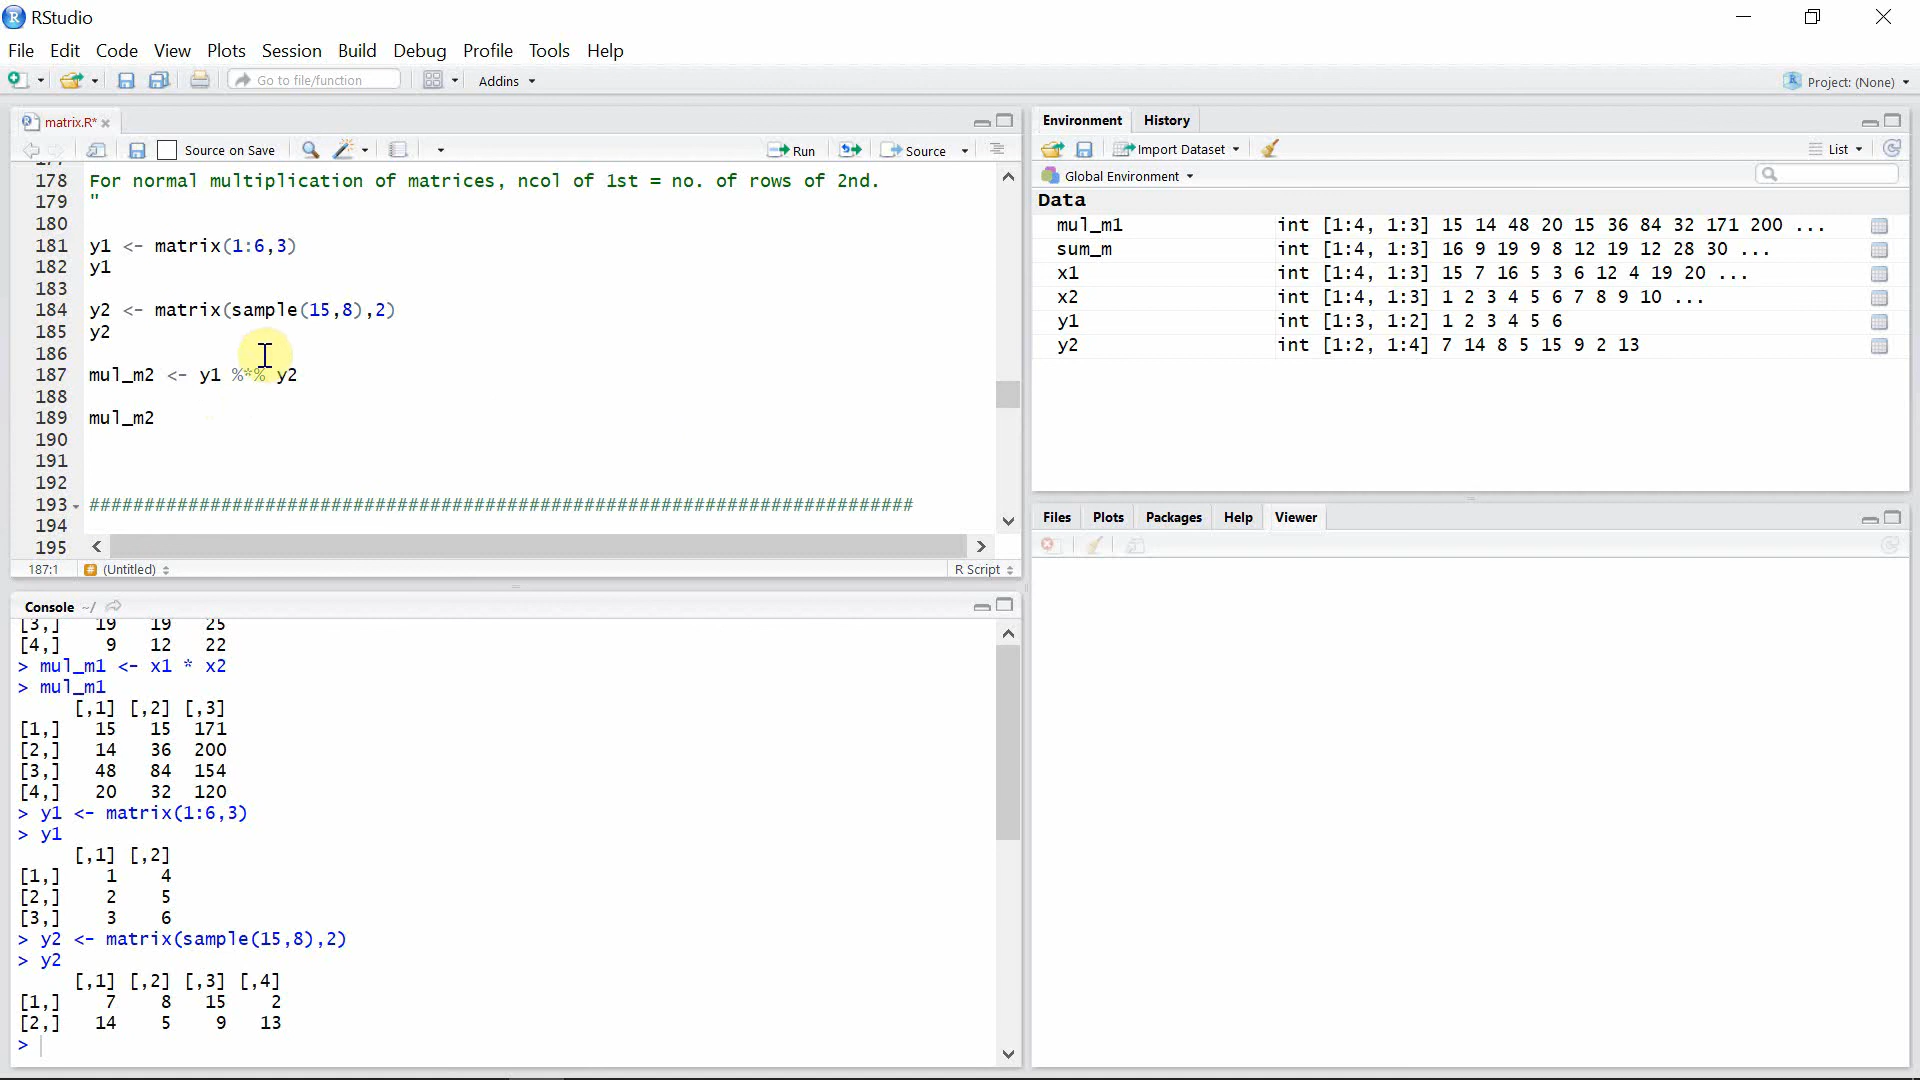 RStudio
File Edit Code View Plots Session Build Debug Profile Tools Help
Go to file/function Addins Project: (None)
matrix.R*
Source on Save Run Source
178 For normal multiplication of matrices, ncol of 1st = no. of rows of 2nd.
179 "
180
181 y1 <- matrix(1:6,3)
182 y1
183
184 y2 <- matrix(sample(15,8),2)
185 y2
186
187 mul_m2 <- y1 %*% y2
188
189 mul_m2
190
191
192
193 ###########################################################################
194
195
187:1 (Untitled) R Script
Console ~/
[3,] 19 19 25
[4,] 9 12 22
> mul_m1 <- x1 * x2
> mul_m1
[,1] [,2] [,3]
[1,] 15 15 171
[2,] 14 36 200
[3,] 48 84 154
[4,] 20 32 120
> y1 <- matrix(1:6,3)
> y1
[,1] [,2]
[1,] 1 4
[2,] 2 5
[3,] 3 6
> y2 <- matrix(sample(15,8),2)
> y2
[,1] [,2] [,3] [,4]
[1,] 7 8 15 2
[2,] 14 5 9 13
>
Environment History
Import Dataset List
Global Environment
Data
mul_m1 int [1:4, 1:3] 15 14 48 20 15 36 84 32 171 200 ...
sum_m int [1:4, 1:3] 16 9 19 9 8 12 19 12 28 30 ...
x1 int [1:4, 1:3] 15 7 16 5 3 6 12 4 19 20 ...
x2 int [1:4, 1:3] 1 2 3 4 5 6 7 8 9 10 ...
y1 int [1:3, 1:2] 1 2 3 4 5 6
y2 int [1:2, 1:4] 7 14 8 5 15 9 2 13
Files Plots Packages Help Viewer